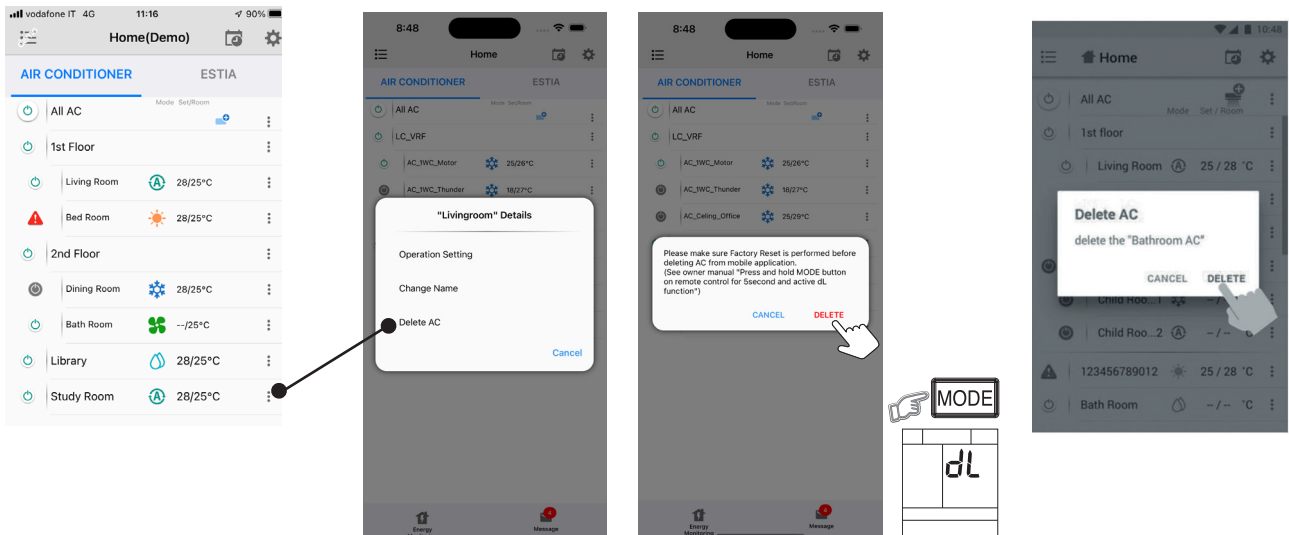 vodafone IT 4G 11:16 90%
Home(Demo)
AIR CONDITIONER ESTIA
Mode Set/Room
All AC
1st Floor
Living Room 28/25°C
Bed Room 28/25°C
2nd Floor
Dining Room 28/25°C
Bath Room --/25°C
Library 28/25°C
Study Room 28/25°C
8:48
Home
AIR CONDITIONER ESTIA
Mode Set/Room
All AC
LC_VRF
AC_1WC_Motor 25/26°C
AC_1WC_Thunder 18/27°C
"Livingroom" Details
Operation Setting
Change Name
Delete AC
Cancel
Energy
Monitoring
4
Message
8:48
Home
AIR CONDITIONER ESTIA
Mode Set/Room
All AC
LC_VRF
AC_1WC_Motor 25/26°C
AC_1WC_Thunder 18/27°C
AC_Celing_Office 25/29°C
Please make sure Factory Reset is performed before
deleting AC from mobile application.
(See owner manual "Press and hold MODE button
on remote control for 5second and active dL
function")
CANCEL DELETE
Energy
Monitoring
4
Message
MODE
dL
10:48
Home
All AC
Mode Set / Room
1st floor
Living Room 25 / 28 °C
Delete AC
delete the "Bathroom AC"
CANCEL DELETE
Child Roo...1 -- / --
Child Roo...2 -- / -- °C
123456789012 25 / 28 °C
Bath Room -- / -- °C